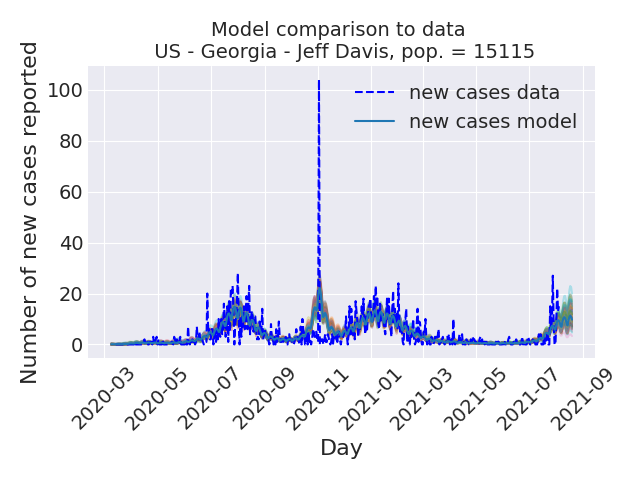 Model comparison to data
US - Georgia - Jeff Davis, pop. = 15115
Number of new cases reported
100
80
60
40
20
0
new cases data
new cases model
2020-03
2020-05
2020-07
2020-09
2020-11
2021-01
2021-03
2021-05
2021-07
2021-09
Day